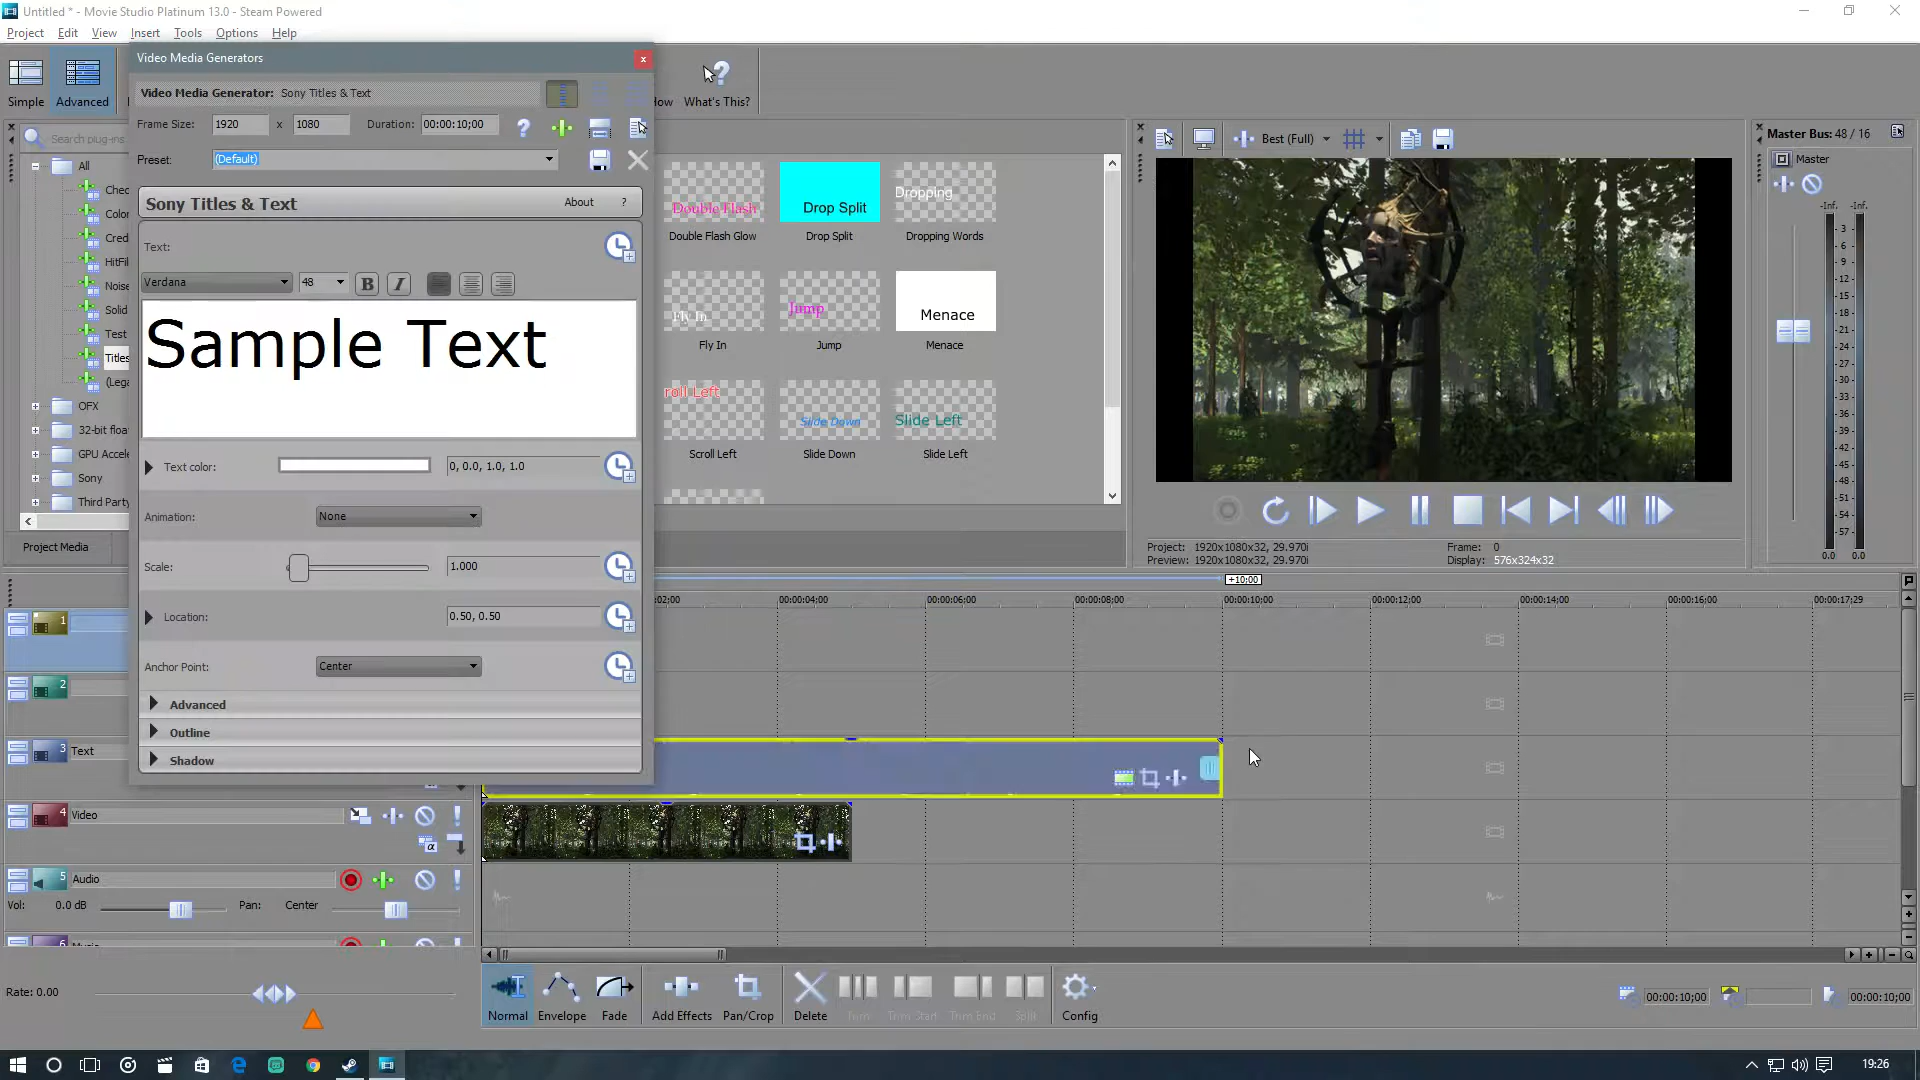 Untitled * - Movie Studio Platinum 13.0 - Steam Powered
Project Edit View Insert Tools Options Help
Video Media Generators
x
Simple
Advanced
What's This?
Video Media Generator: Sony Titles & Text
Frame Size: 1920 x 1080 Duration: 00:00:10;00
Preset: (Default)
Sony Titles & Text About ?
Text:
Verdana 48 B I
Sample Text
Text color: 0, 0.0, 1.0, 1.0
Animation: None
Scale: 1.000
Location: 0.50, 0.50
Anchor Point: Center
Advanced
Outline
Shadow
Search plug-ins
All
Chec
Color
Cred
HitFil
Noise
Solid
Test
Titles
(Lega
OFX
32-bit float
GPU Accele
Sony
Third Party
Project Media
Double Flash
Double Flash Glow
Drop Split
Drop Split
Dropping
Dropping Words
Fly In
Fly In
Jump
Jump
Menace
Menace
roll Left
Scroll Left
Slide Down
Slide Down
Slide Left
Slide Left
Best (Full)
Project: 1920x1080x32, 29.970i
Preview: 1920x1080x32, 29.970i
Frame: 0
Display: 576x324x32
Master Bus: 48 / 16
Master
-Inf. -Inf.
3
6
9
12
15
18
21
24
27
30
33
36
39
42
45
48
51
54
57
0.0 0.0
+10;00
02;00 00:00:04;00 00:00:06;00 00:00:08;00 00:00:10;00 00:00:12;00 00:00:14;00 00:00:16;00 00:00:17;29
1
2
3 Text
4 Video
5 Audio
Vol: 0.0 dB Pan: Center
6 Music
Rate: 0.00
Normal Envelope Fade Add Effects Pan/Crop Delete Trim Trim Start Trim End Split Config
00:00:10;00 00:00:10;00
19:26